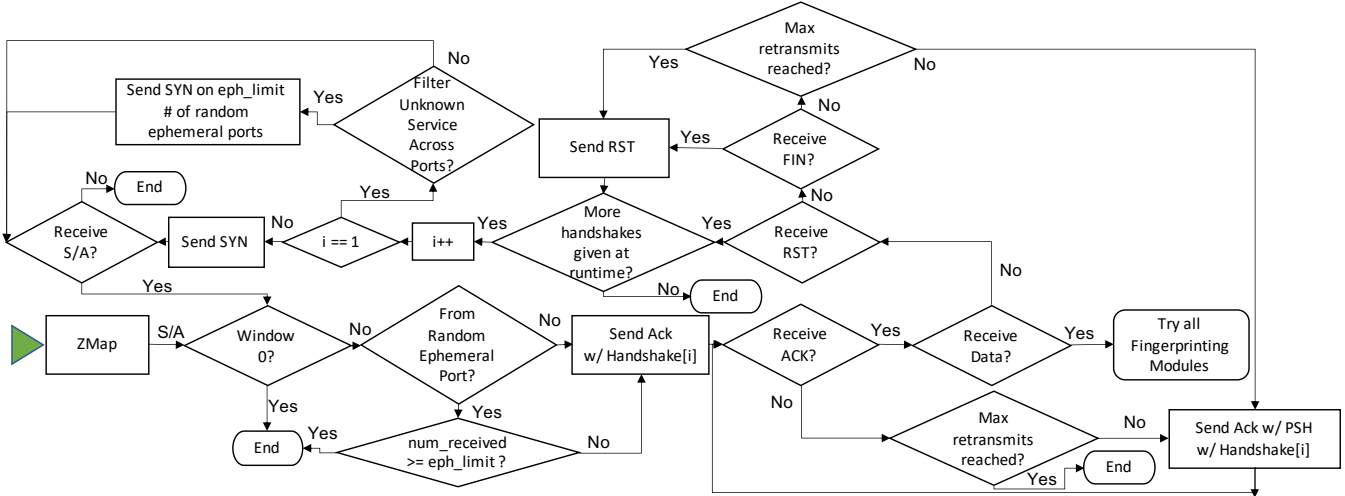 Max
retransmits
reached?
Yes
No
No
Send SYN on eph_limit
# of random
ephemeral ports
Yes
Filter
Unknown
Service
Across
Ports?
Send RST
Yes
Receive
FIN?
No
No
End
Yes
No
Receive
S/A?
Send SYN
No
i == 1
i++
Yes
More
handshakes
given at
runtime?
Yes
Receive
RST?
No
Yes
No
End
ZMap
S/A
Window
0?
No
From
Random
Ephemeral
Port?
No
Send Ack
w/ Handshake[i]
Receive
ACK?
Yes
Receive
Data?
Yes
Try all
Fingerprinting
Modules
Yes
Yes
No
End
Yes
num_received
>= eph_limit ?
No
Max
retransmits
reached?
No
Send Ack w/ PSH
w/ Handshake[i]
Yes
End